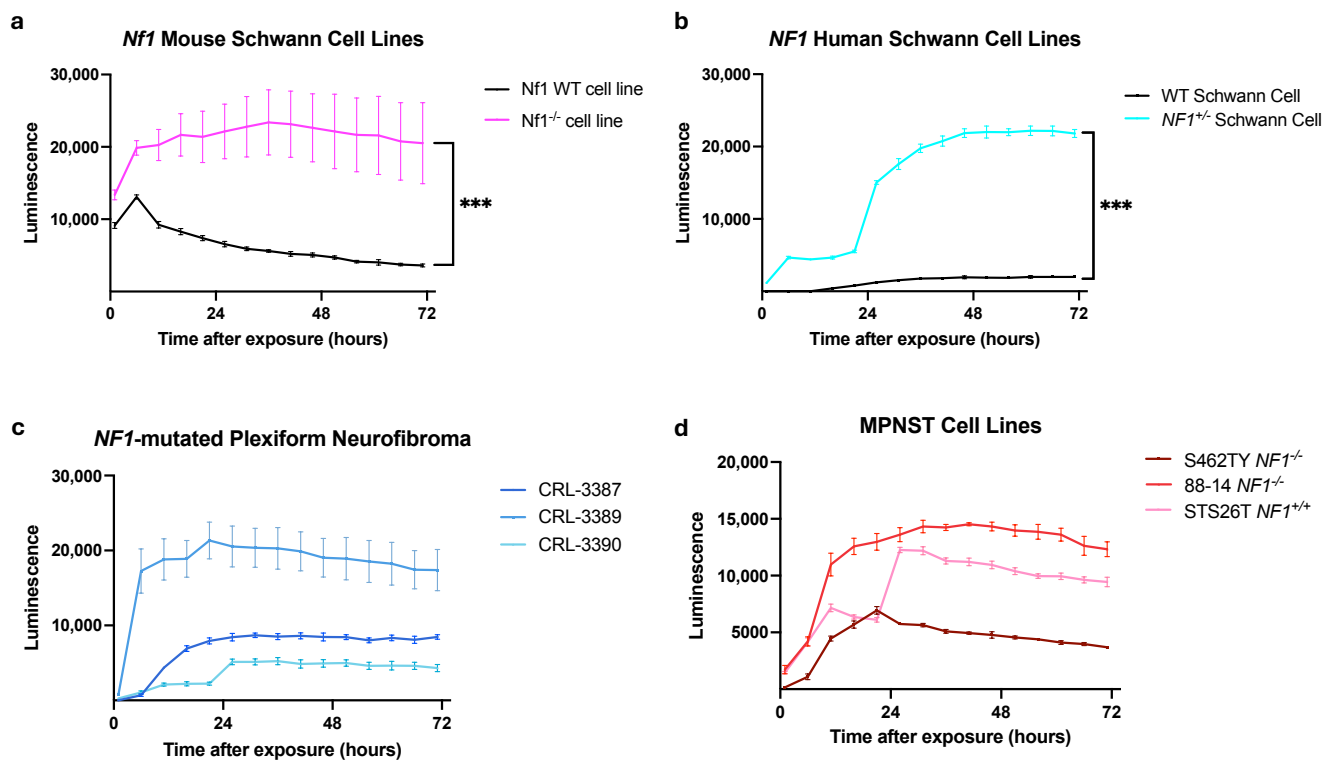 a
Nf1 Mouse Schwann Cell Lines
30,000
20,000
10,000
Luminescence
0
24
48
72
Time after exposure (hours)
Nf1 WT cell line
Nf1-/- cell line
***
b
NF1 Human Schwann Cell Lines
30,000
20,000
10,000
Luminescence
0
24
48
72
Time after exposure (hours)
WT Schwann Cell
NF1+/- Schwann Cell
***
c
NF1-mutated Plexiform Neurofibroma
30,000
20,000
10,000
Luminescence
0
24
48
72
Time after exposure (hours)
CRL-3387
CRL-3389
CRL-3390
d
MPNST Cell Lines
20,000
15,000
10,000
5000
Luminescence
0
24
48
72
Time after exposure (hours)
S462TY NF1-/-
88-14 NF1-/-
STS26T NF1+/+